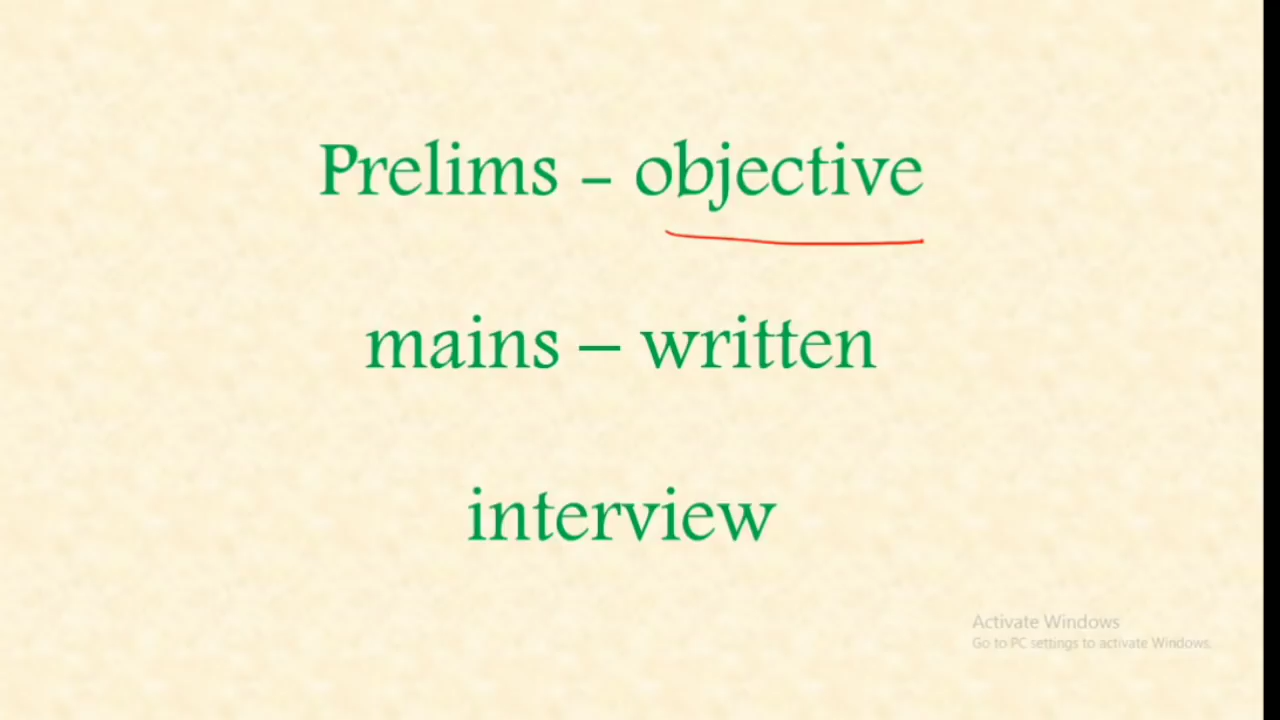 Prelims – objective
mains – written
interview
Activate Windows
Go to PC settings to activate Windows.